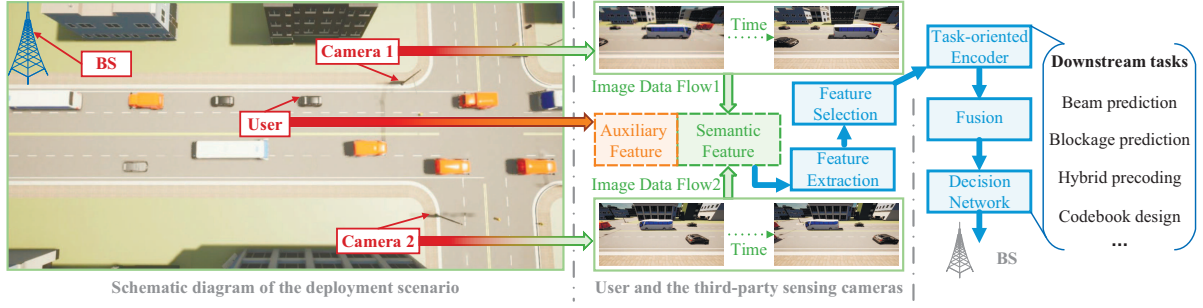 BS
Camera 1
User
Camera 2
Schematic diagram of the deployment scenario
Time
Image Data Flow1
Auxiliary
Feature
Semantic
Feature
Image Data Flow2
Time
Feature
Selection
Feature
Extraction
User and the third-party sensing cameras
Task-oriented
Encoder
Fusion
Decision
Network
BS
Downstream tasks
Beam prediction
Blockage prediction
Hybrid precoding
Codebook design
...